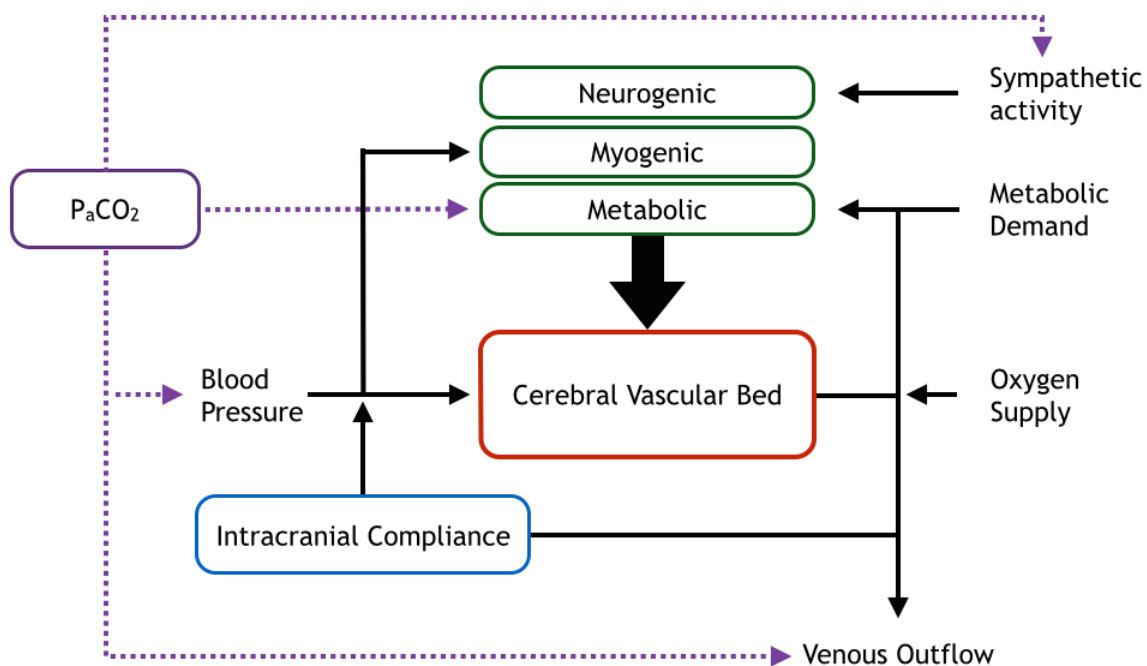 Neurogenic
Sympathetic
activity
Myogenic
PₐCO₂
Metabolic
Metabolic
Demand
Blood
Pressure
Cerebral Vascular Bed
Oxygen
Supply
Intracranial Compliance
Venous Outflow